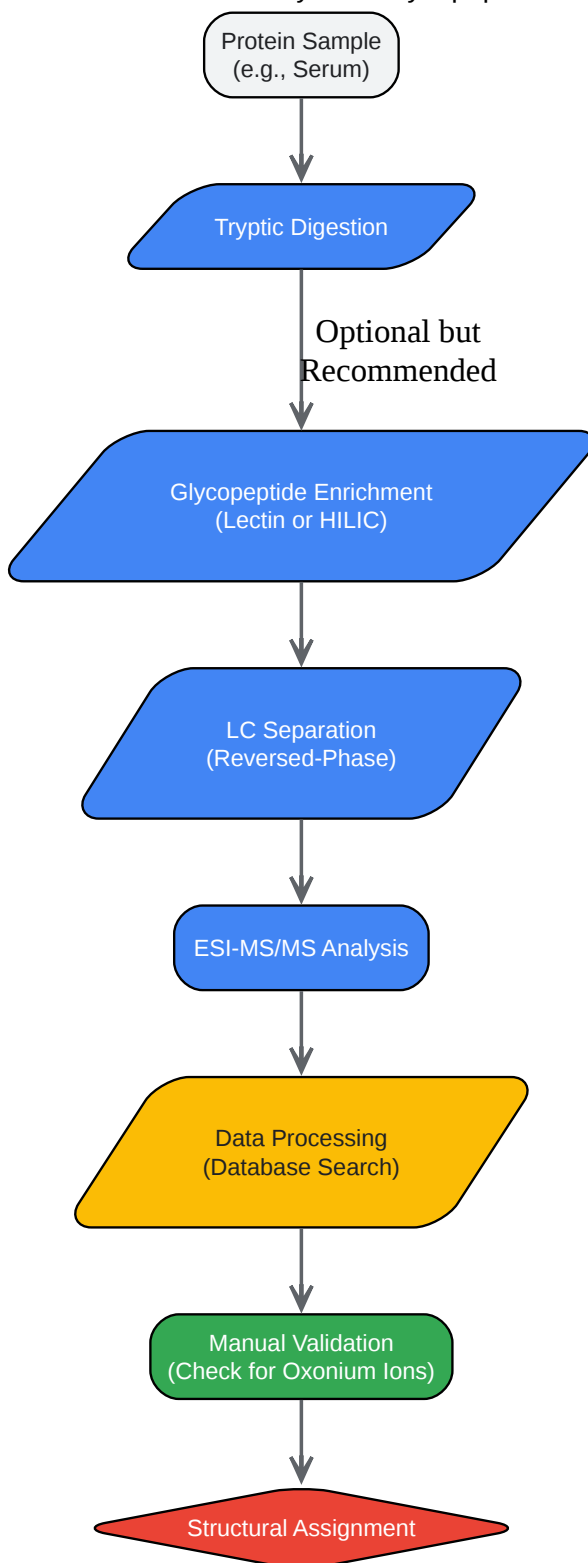 Protein Sample
(e.g., Serum)
Tryptic Digestion
Optional but
Recommended
Glycopeptide Enrichment
(Lectin or HILIC)
LC Separation
(Reversed-Phase)
ESI-MS/MS Analysis
Data Processing
(Database Search)
Manual Validation
(Check for Oxonium Ions)
Structural Assignment